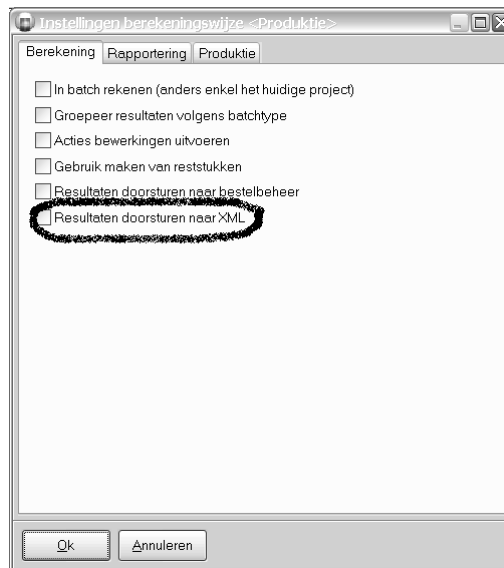 Instellingen berekeningswijze <Produktie>
Berekening Rapportering Produktie
In batch rekenen (anders enkel het huidige project)
Groepeer resultaten volgens batchtype
Acties bewerkingen uitvoeren
Gebruik maken van reststukken
Resultaten doorsturen naar bestelbeheer
Resultaten doorsturen naar XML
Ok Annuleren